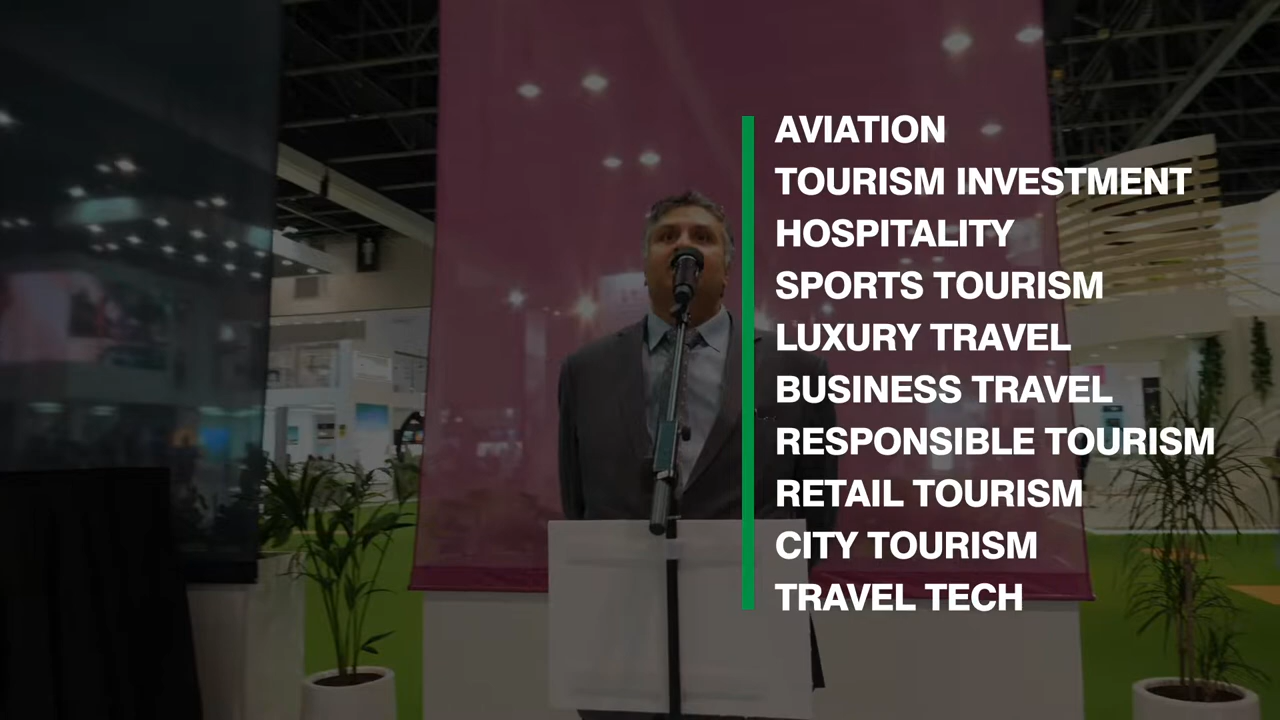 AVIATION
TOURISM INVESTMENT
HOSPITALITY
SPORTS TOURISM
LUXURY TRAVEL
BUSINESS TRAVEL
RESPONSIBLE TOURISM
RETAIL TOURISM
CITY TOURISM
TRAVEL TECH